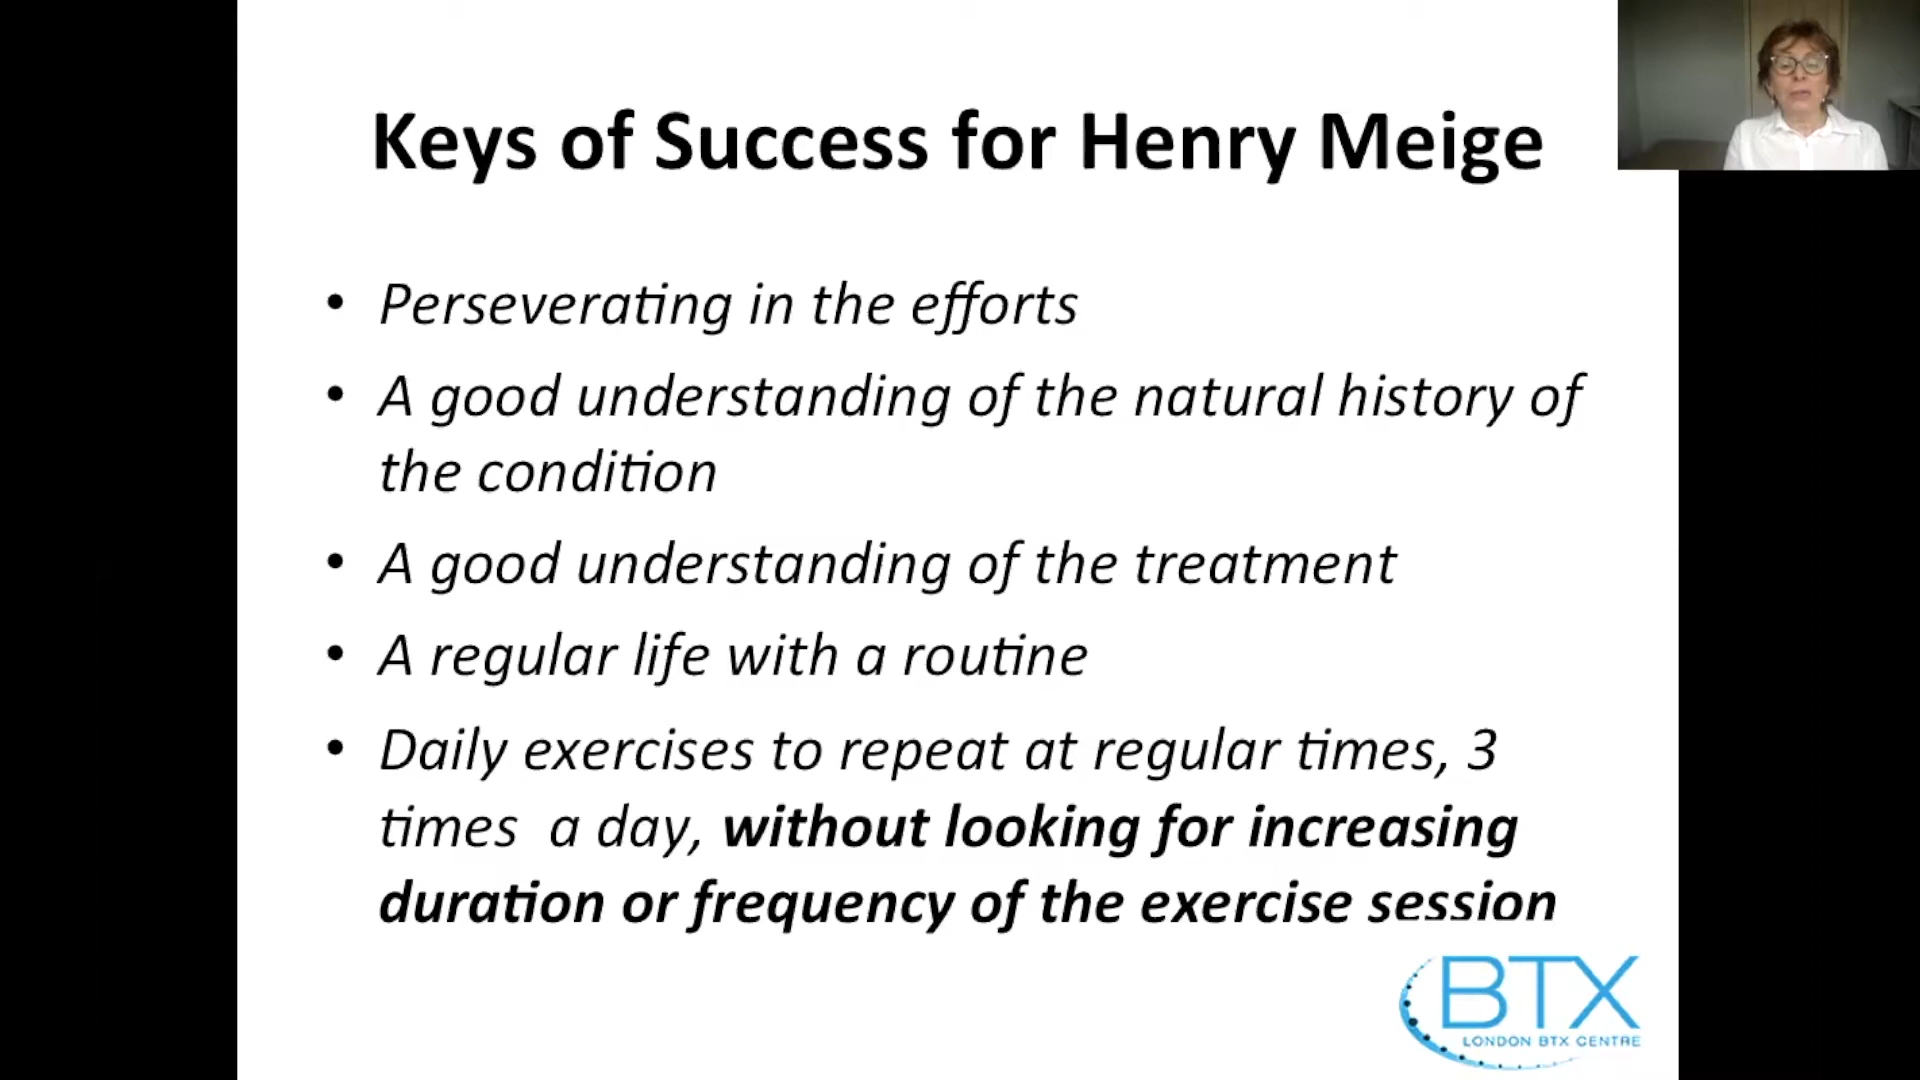 Keys of Success for Henry Meige
• Perseverating in the efforts
• A good understanding of the natural history of
the condition
• A good understanding of the treatment
• A regular life with a routine
• Daily exercises to repeat at regular times, 3
times a day, without looking for increasing
duration or frequency of the exercise session
BTX
LONDON BTX CENTRE